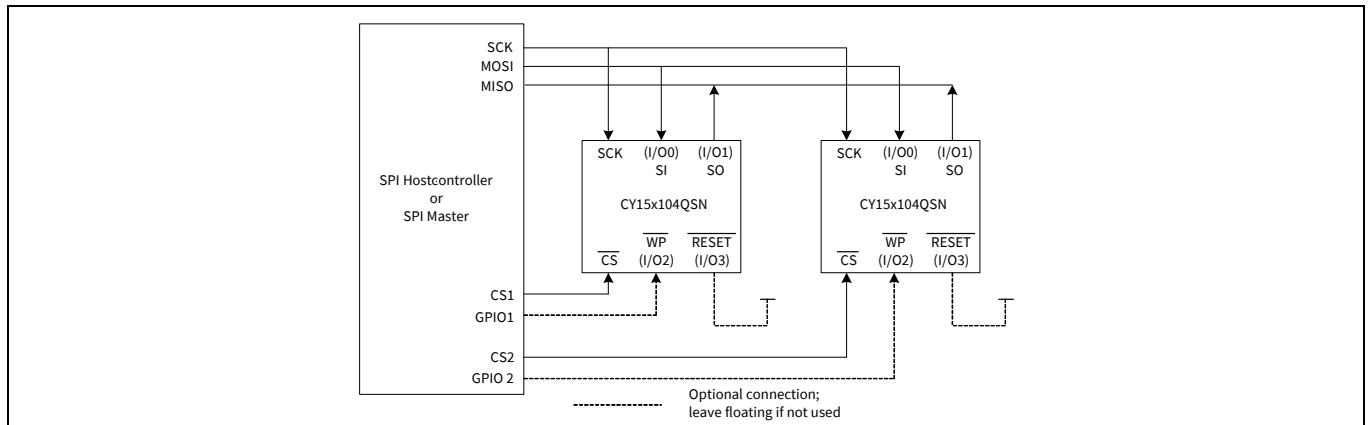 SCK
MOSI
MISO
SPI Hostcontroller
or
SPI Master
CS1
GPIO1
CS2
GPIO 2
SCK
(I/O0)
SI
(I/O1)
SO
CY15x104QSN
CS
WP
(I/O2)
RESET
(I/O3)
SCK
(I/O0)
SI
(I/O1)
SO
CY15x104QSN
CS
WP
(I/O2)
RESET
(I/O3)
Optional connection;
leave floating if not used